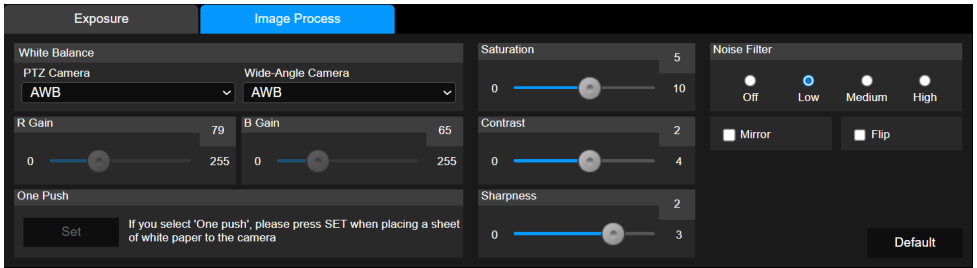 Exposure
Image Process
White Balance
PTZ Camera
AWB
Wide-Angle Camera
AWB
R Gain
79
0
255
B Gain
65
0
255
One Push
Set
If you select 'One push', please press SET when placing a sheet
of white paper to the camera
Saturation
5
0
10
Contrast
2
0
4
Sharpness
2
0
3
Noise Filter
Off
Low
Medium
High
Mirror
Flip
Default